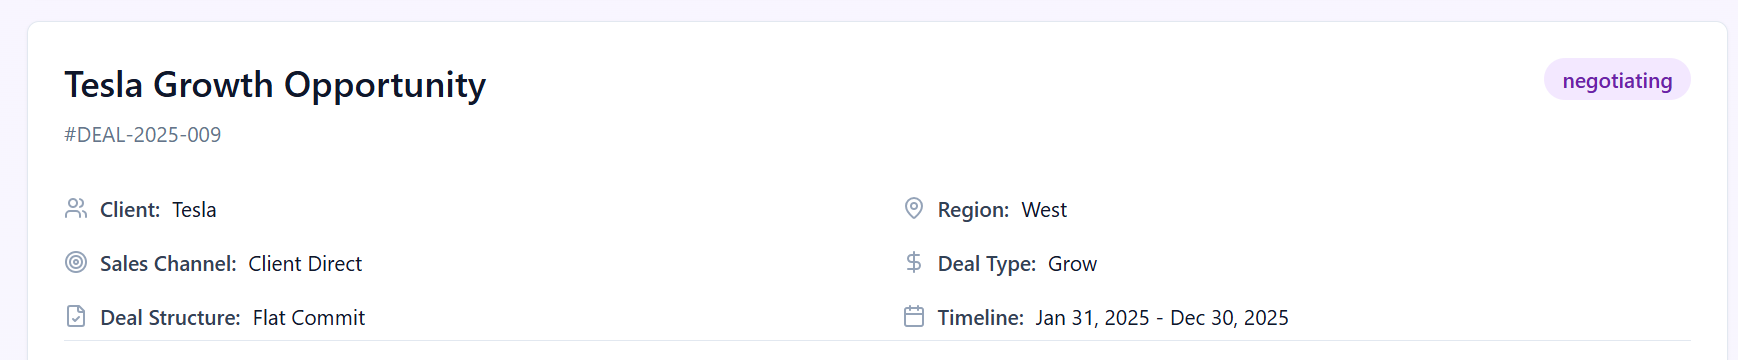 Tesla Growth Opportunity
negotiating
#DEAL-2025-009
Client: Tesla
Region: West
Sales Channel: Client Direct
Deal Type: Grow
Deal Structure: Flat Commit
Timeline: Jan 31, 2025 - Dec 30, 2025